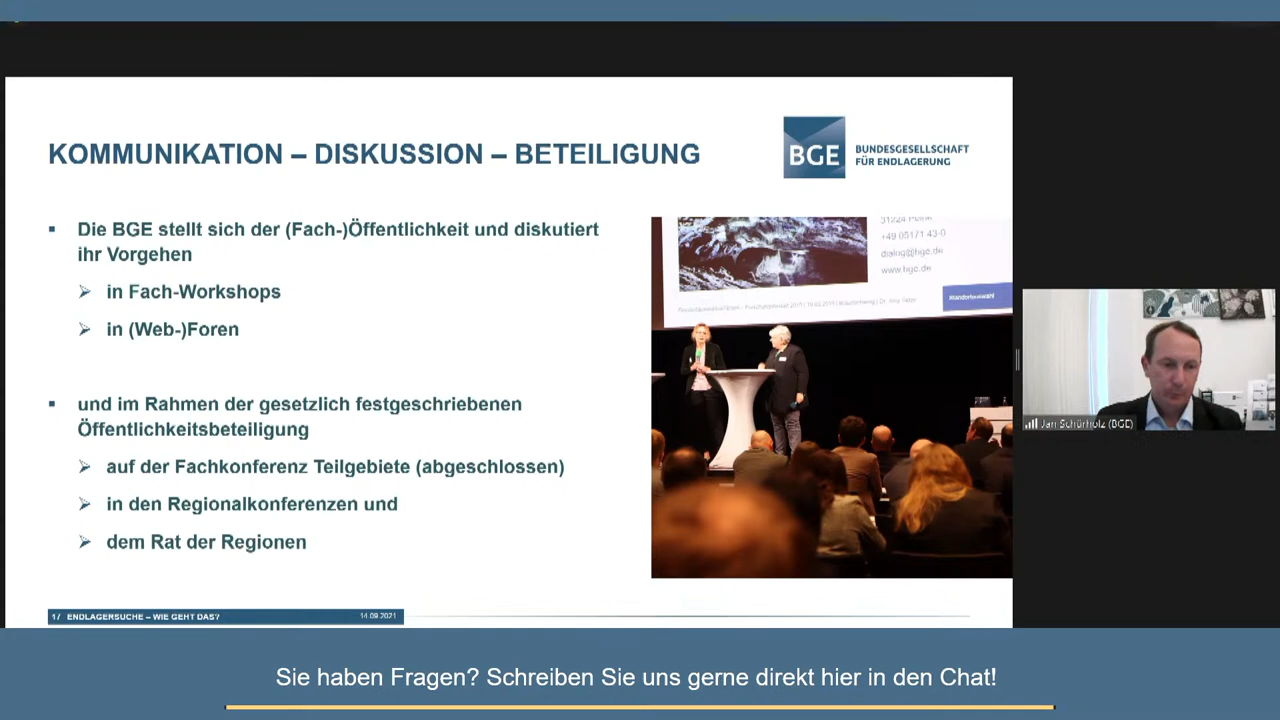 KOMMUNIKATION – DISKUSSION – BETEILIGUNG
BGE
BUNDESGESELLSCHAFT
FÜR ENDLAGERUNG
▪ Die BGE stellt sich der (Fach-)Öffentlichkeit und diskutiert
ihr Vorgehen
➢ in Fach-Workshops
➢ in (Web-)Foren
▪ und im Rahmen der gesetzlich festgeschriebenen
Öffentlichkeitsbeteiligung
➢ auf der Fachkonferenz Teilgebiete (abgeschlossen)
➢ in den Regionalkonferenzen und
➢ dem Rat der Regionen
+49 05171 43-0
dialog@bge.de
www.bge.de
Jan Schürholz (BGE)
17 ENDLAGERSUCHE – WIE GEHT DAS? 14.09.2021
Sie haben Fragen? Schreiben Sie uns gerne direkt hier in den Chat!